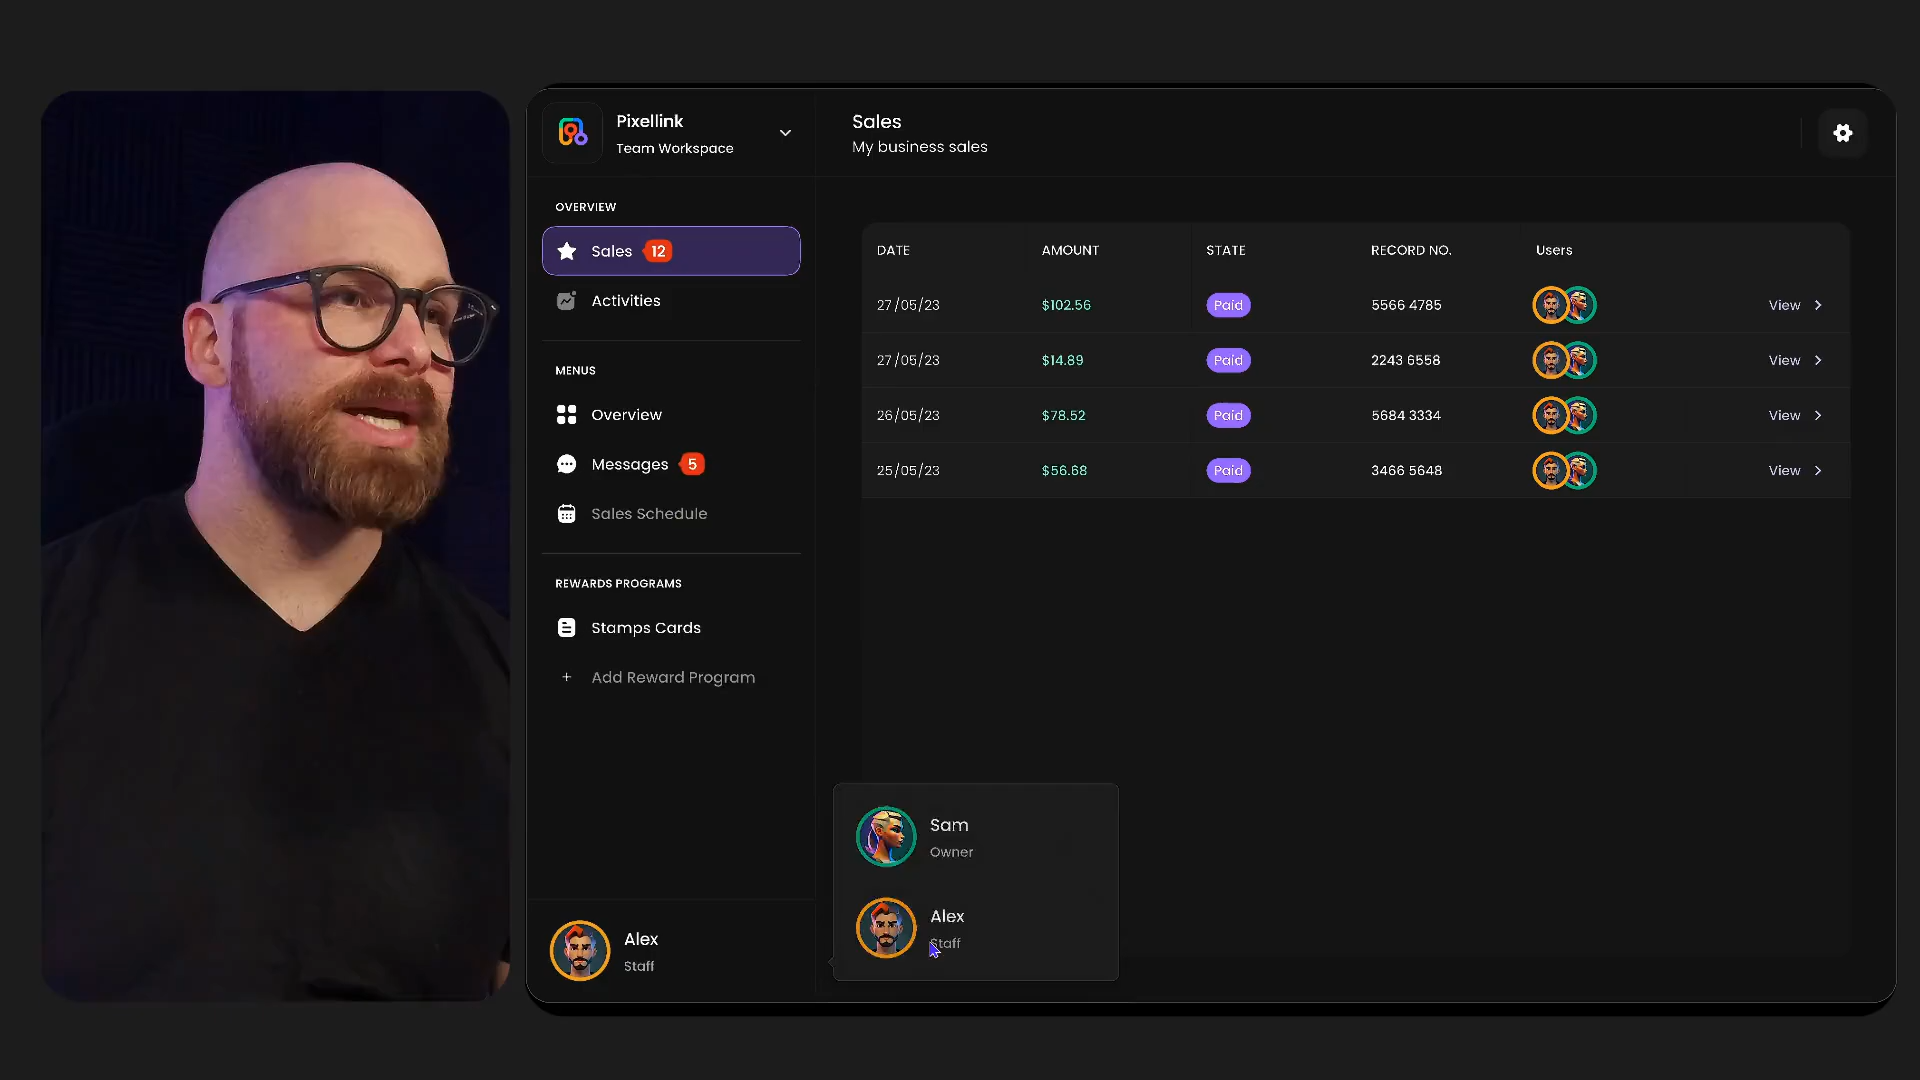 Pixellink
Team Workspace
Sales
My business sales
OVERVIEW
Sales 12
Activities
MENUS
Overview
Messages 5
Sales Schedule
REWARDS PROGRAMS
Stamps Cards
+ Add Reward Program
Alex
Staff
DATE AMOUNT STATE RECORD NO. Users
27/05/23 $102.56 Paid 5566 4785 View
27/05/23 $14.89 Paid 2243 6558 View
26/05/23 $78.52 Paid 5684 3334 View
25/05/23 $56.68 Paid 3466 5648 View
Sam
Owner
Alex
Staff